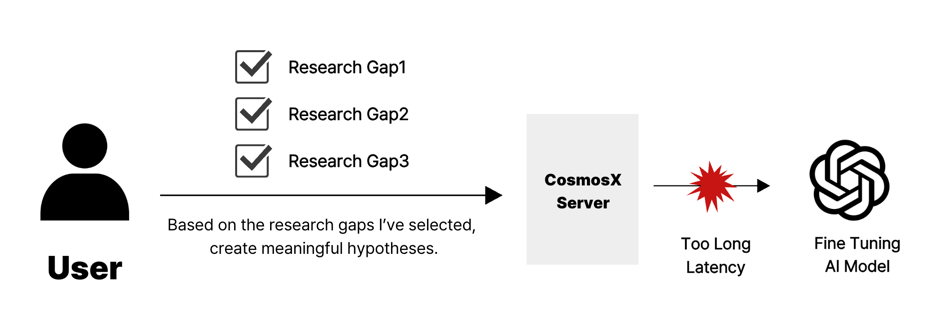 Research Gap1
Research Gap2
Research Gap3
User
Based on the research gaps I’ve selected,
create meaningful hypotheses.
CosmosX
Server
Too Long
Latency
Fine Tuning
AI Model